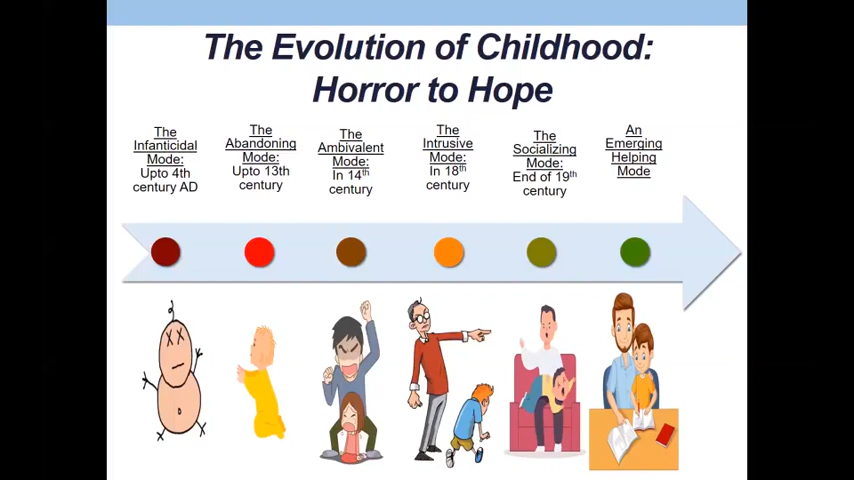 The Evolution of Childhood:
Horror to Hope
The
Infanticidal
Mode:
Upto 4th
century AD
The
Abandoning
Mode:
Upto 13th
century
The
Ambivalent
Mode:
In 14th
century
The
Intrusive
Mode:
In 18th
century
The
Socializing
Mode:
End of 19th
century
An
Emerging
Helping
Mode